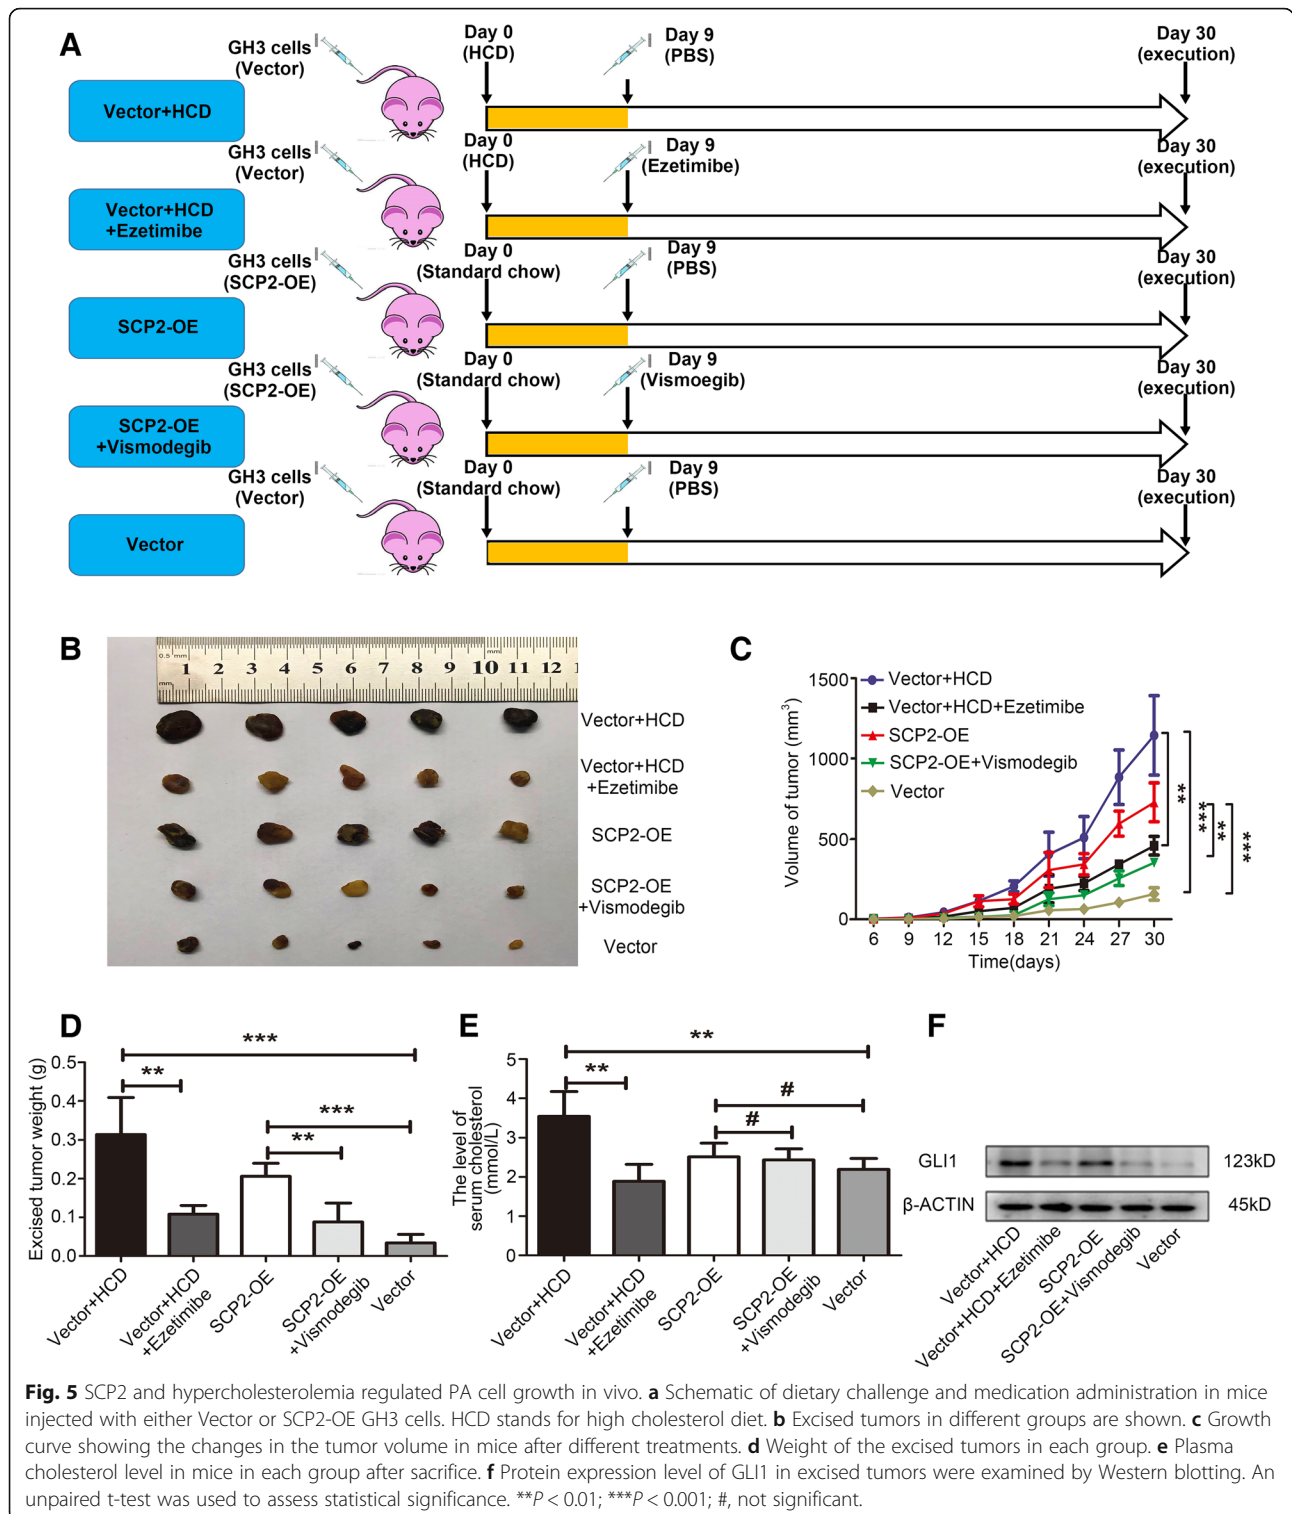 A
GH3 cells
(Vector)
Day 0
(HCD)
Day 9
(PBS)
Day 30
(execution)
Vector+HCD
GH3 cells
(Vector)
Day 0
(HCD)
Day 9
(Ezetimibe)
Day 30
(execution)
Vector+HCD
+Ezetimibe
GH3 cells
(SCP2-OE)
Day 0
(Standard chow)
Day 9
(PBS)
Day 30
(execution)
SCP2-OE
GH3 cells
(SCP2-OE)
Day 0
(Standard chow)
Day 9
(Vismoegib)
Day 30
(execution)
SCP2-OE
+Vismodegib
GH3 cells
(Vector)
Day 0
(Standard chow)
Day 9
(PBS)
Day 30
(execution)
Vector
B
0.5 mm
mm
1 2 3 4 5 6 7 8 9 10 11 12
mm
Vector+HCD
Vector+HCD
+Ezetimibe
SCP2-OE
SCP2-OE
+Vismodegib
Vector
C
Volume of tumor (mm³)
1500
1000
500
0
Vector+HCD
Vector+HCD+Ezetimibe
SCP2-OE
SCP2-OE+Vismodegib
Vector
**
***
**
***
6 9 12 15 18 21 24 27 30
Time(days)
D
Excised tumor weight (g)
0.5
0.4
0.3
0.2
0.1
0.0
***
**
***
**
Vector+HCD
Vector+HCD
+Ezetimibe
SCP2-OE
SCP2-OE
+Vismodegib
Vector
E
The level of
serum cholesterol
(mmol/L)
5
4
3
2
1
0
**
**
#
#
Vector+HCD
Vector+HCD
+Ezetimibe
SCP2-OE
SCP2-OE
+Vismodegib
Vector
F
GLI1
123kD
β-ACTIN
45kD
Vector+HCD
Vector+HCD+Ezetimibe
SCP2-OE
SCP2-OE+Vismodegib
Vector
Fig. 5 SCP2 and hypercholesterolemia regulated PA cell growth in vivo. a Schematic of dietary challenge and medication administration in mice
injected with either Vector or SCP2-OE GH3 cells. HCD stands for high cholesterol diet. b Excised tumors in different groups are shown. c Growth
curve showing the changes in the tumor volume in mice after different treatments. d Weight of the excised tumors in each group. e Plasma
cholesterol level in mice in each group after sacrifice. f Protein expression level of GLI1 in excised tumors were examined by Western blotting. An
unpaired t-test was used to assess statistical significance. **P < 0.01; ***P < 0.001; #, not significant.